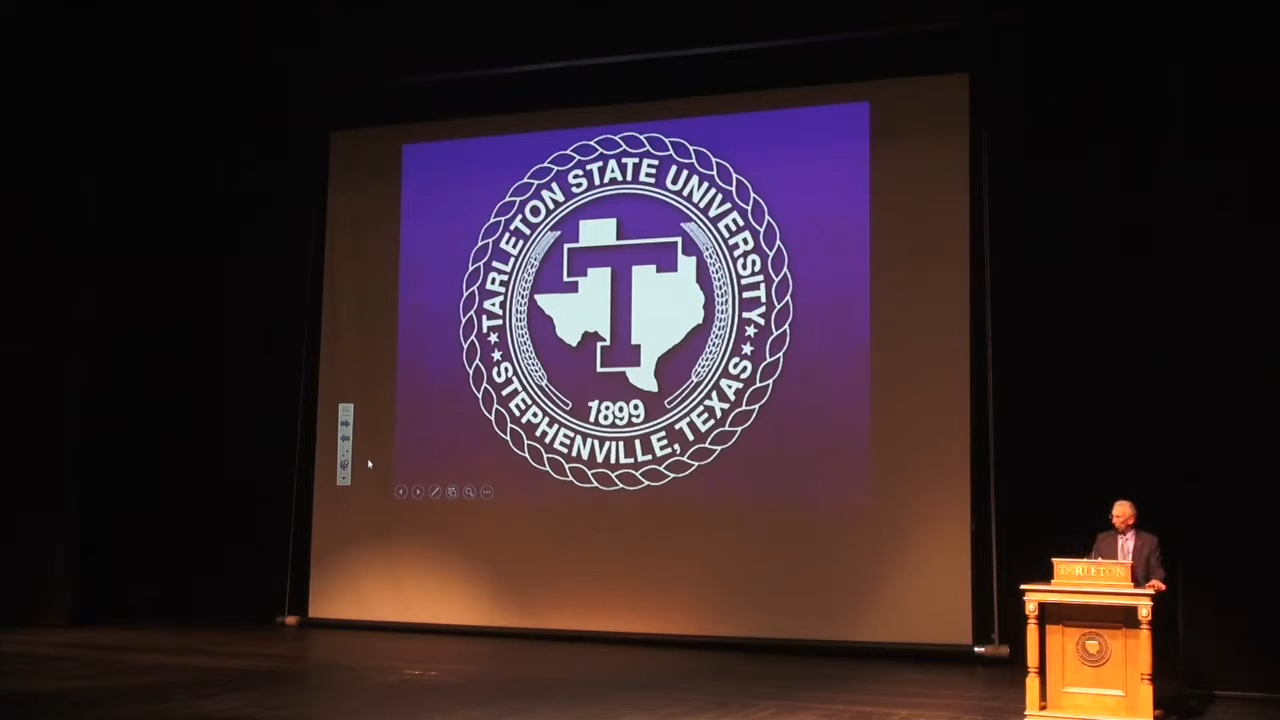 TARLETON STATE UNIVERSITY
T
1899
STEPHENVILLE, TEXAS
TARLETON